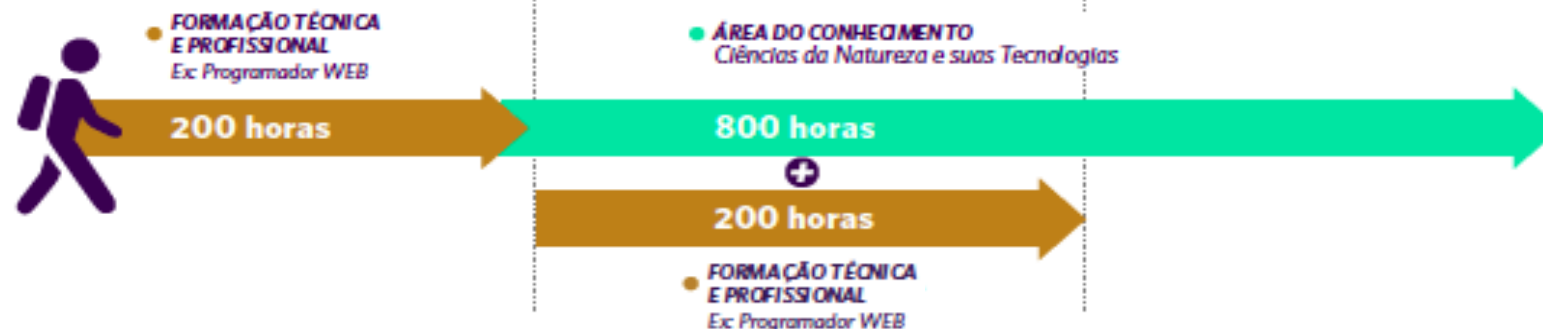 FORMAÇÃO TÉCNICA
E PROFISSIONAL
Ex: Programador WEB
ÁREA DO CONHECIMENTO
Ciências da Natureza e suas Tecnologias
200 horas
800 horas
+
200 horas
FORMAÇÃO TÉCNICA
E PROFISSIONAL
Ex: Programador WEB